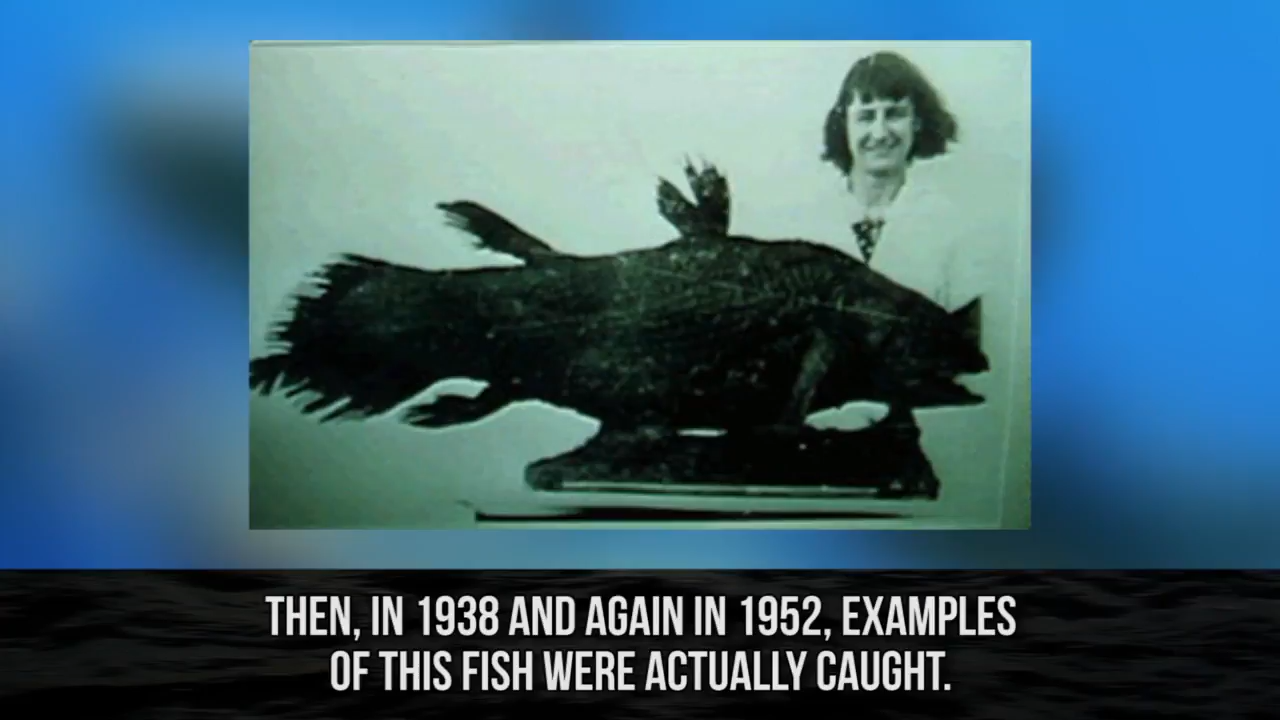 THEN, IN 1938 AND AGAIN IN 1952, EXAMPLES
OF THIS FISH WERE ACTUALLY CAUGHT.